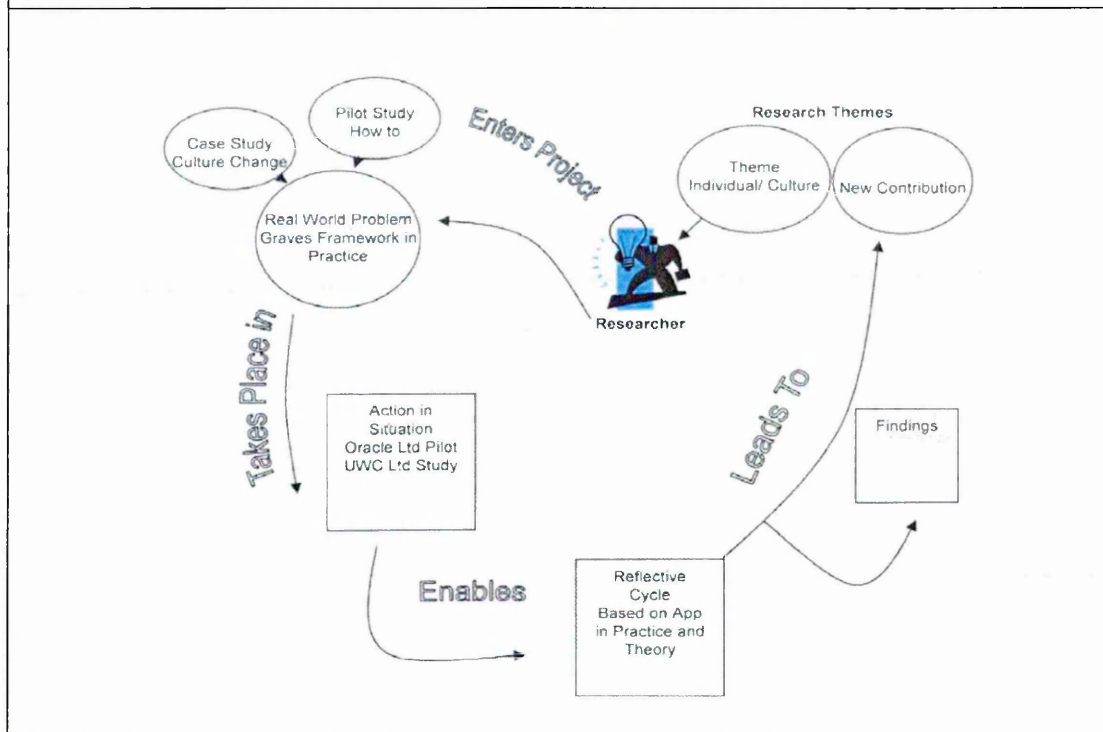 Pilot Study
How to
Case Study
Culture Change
Enters Project
Research Themes
Theme
Individual/ Culture
New Contribution
Real World Problem
Graves Framework in
Practice
Researcher
Takes Place in
Action in
Situation
Oracle Ltd Pilot
UWC Ltd Study
Leads To
Findings
Enables
Reflective
Cycle
Based on App
in Practice and
Theory